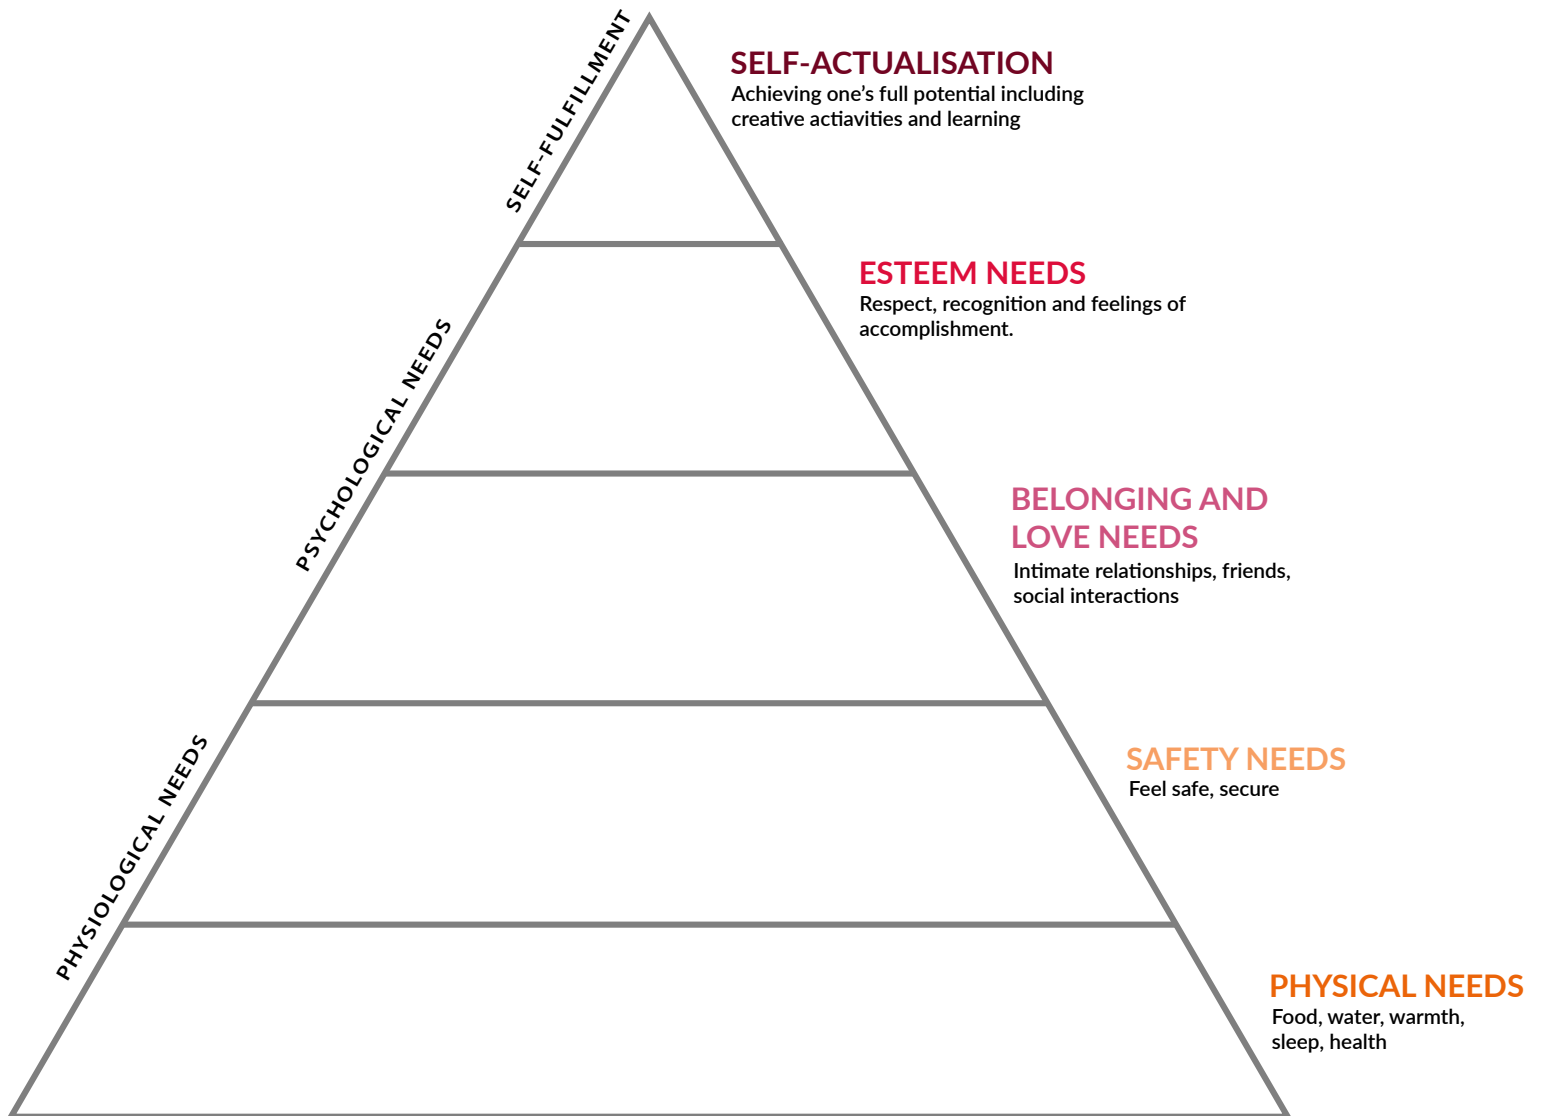 SELF-FULFILLMENT
SELF-ACTUALISATION
Achieving one’s full potential including
creative actiavities and learning
ESTEEM NEEDS
Respect, recognition and feelings of
accomplishment.
PSYCHOLOGICAL NEEDS
BELONGING AND
LOVE NEEDS
Intimate relationships, friends,
social interactions
PHYSIOLOGICAL NEEDS
SAFETY NEEDS
Feel safe, secure
PHYSICAL NEEDS
Food, water, warmth,
sleep, health